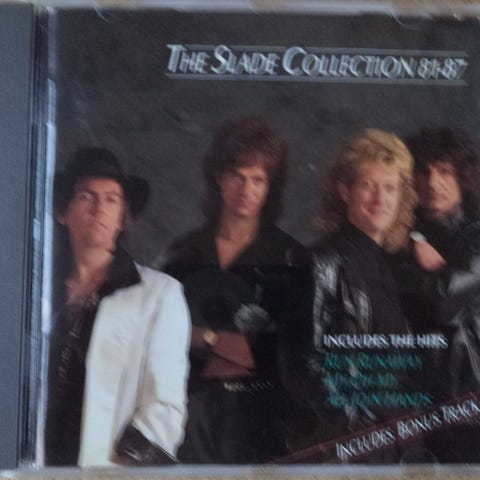 THE SLADE COLLECTION 81-87
INCLUDES THE HITS
RUN RUNAWAY
MY OH MY
ALL JOIN HANDS
INCLUDES BONUS TRACK